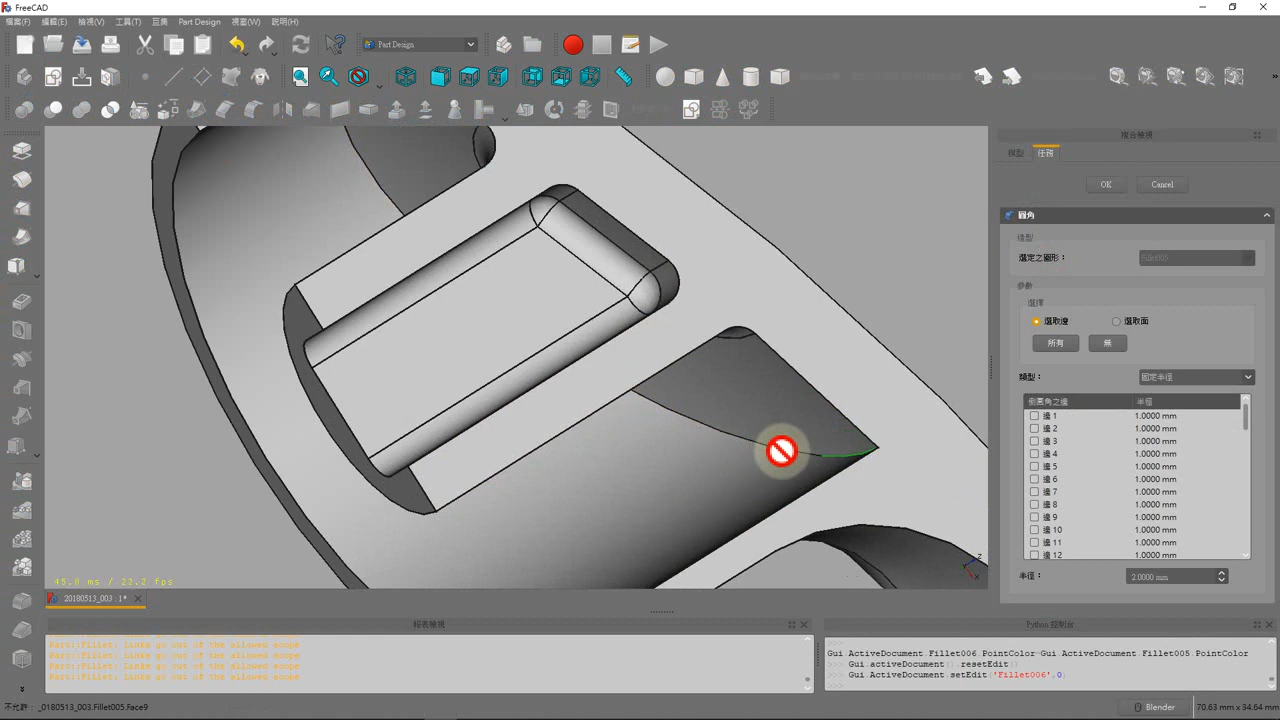 FreeCAD
檔案(F) 編輯(E) 檢視(V) 工具(T) 巨集 Part Design 視窗(W) 說明(H)
Part Design
複合檢視
模型 任務
OK Cancel
圓角
造型
選定之圖形： Fillet005
參數
選擇
選取邊 選取面
所有 無
類型： 固定半徑
倒圓角之邊 半徑
邊 1 1.0000 mm
邊 2 1.0000 mm
邊 3 1.0000 mm
邊 4 1.0000 mm
邊 5 1.0000 mm
邊 6 1.0000 mm
邊 7 1.0000 mm
邊 8 1.0000 mm
邊 9 1.0000 mm
邊 10 1.0000 mm
邊 11 1.0000 mm
邊 12 1.0000 mm
半徑： 2.0000 mm
Z
Y
X
45.0 ms / 22.2 fps
20180513_003 : 1*
報表檢視
Part::Fillet: Links go out of the allowed scope
Part::Fillet: Links go out of the allowed scope
Part::Fillet: Links go out of the allowed scope
Part::Fillet: Links go out of the allowed scope
Python 控制台
>>>
Gui.ActiveDocument.Fillet006.PointColor=Gui.ActiveDocument.Fillet005.PointColor
>>> Gui.activeDocument().resetEdit()
>>> Gui.ActiveDocument.setEdit('Fillet006',0)
>>>
不允許： _0180513_003.Fillet005.Face9
Blender
70.63 mm x 34.64 mm